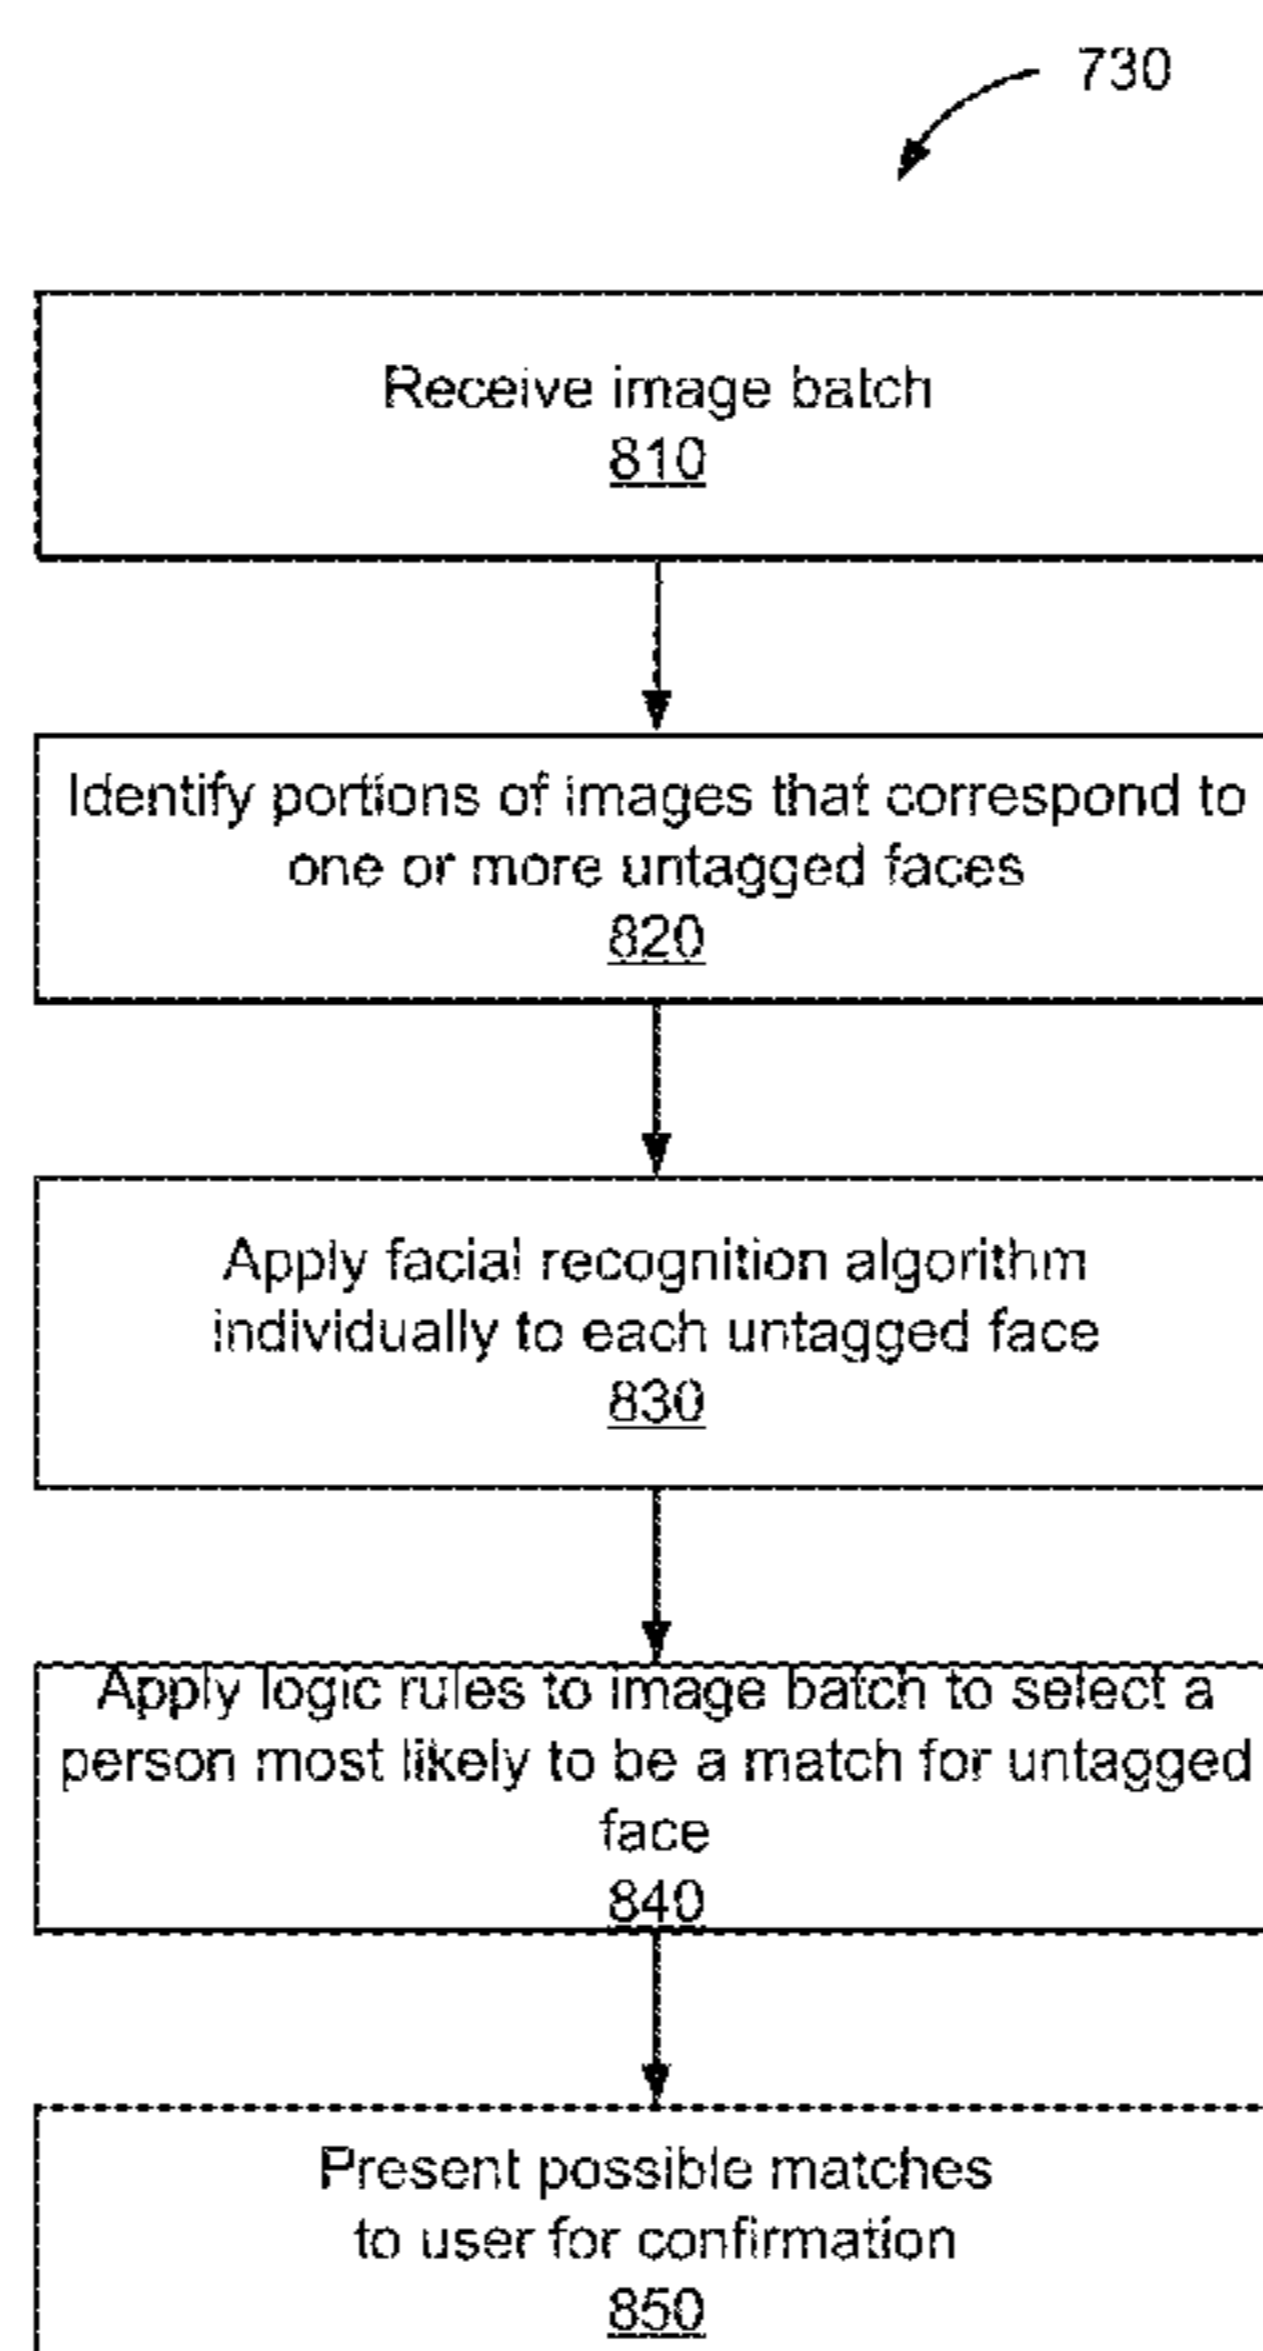 730
Receive image batch
810
Identify portions of images that correspond to
one or more untagged faces
820
Apply facial recognition algorithm
individually to each untagged face
830
Apply logic rules to image batch to select a
person most likely to be a match for untagged
face
840
Present possible matches
to user for confirmation
850